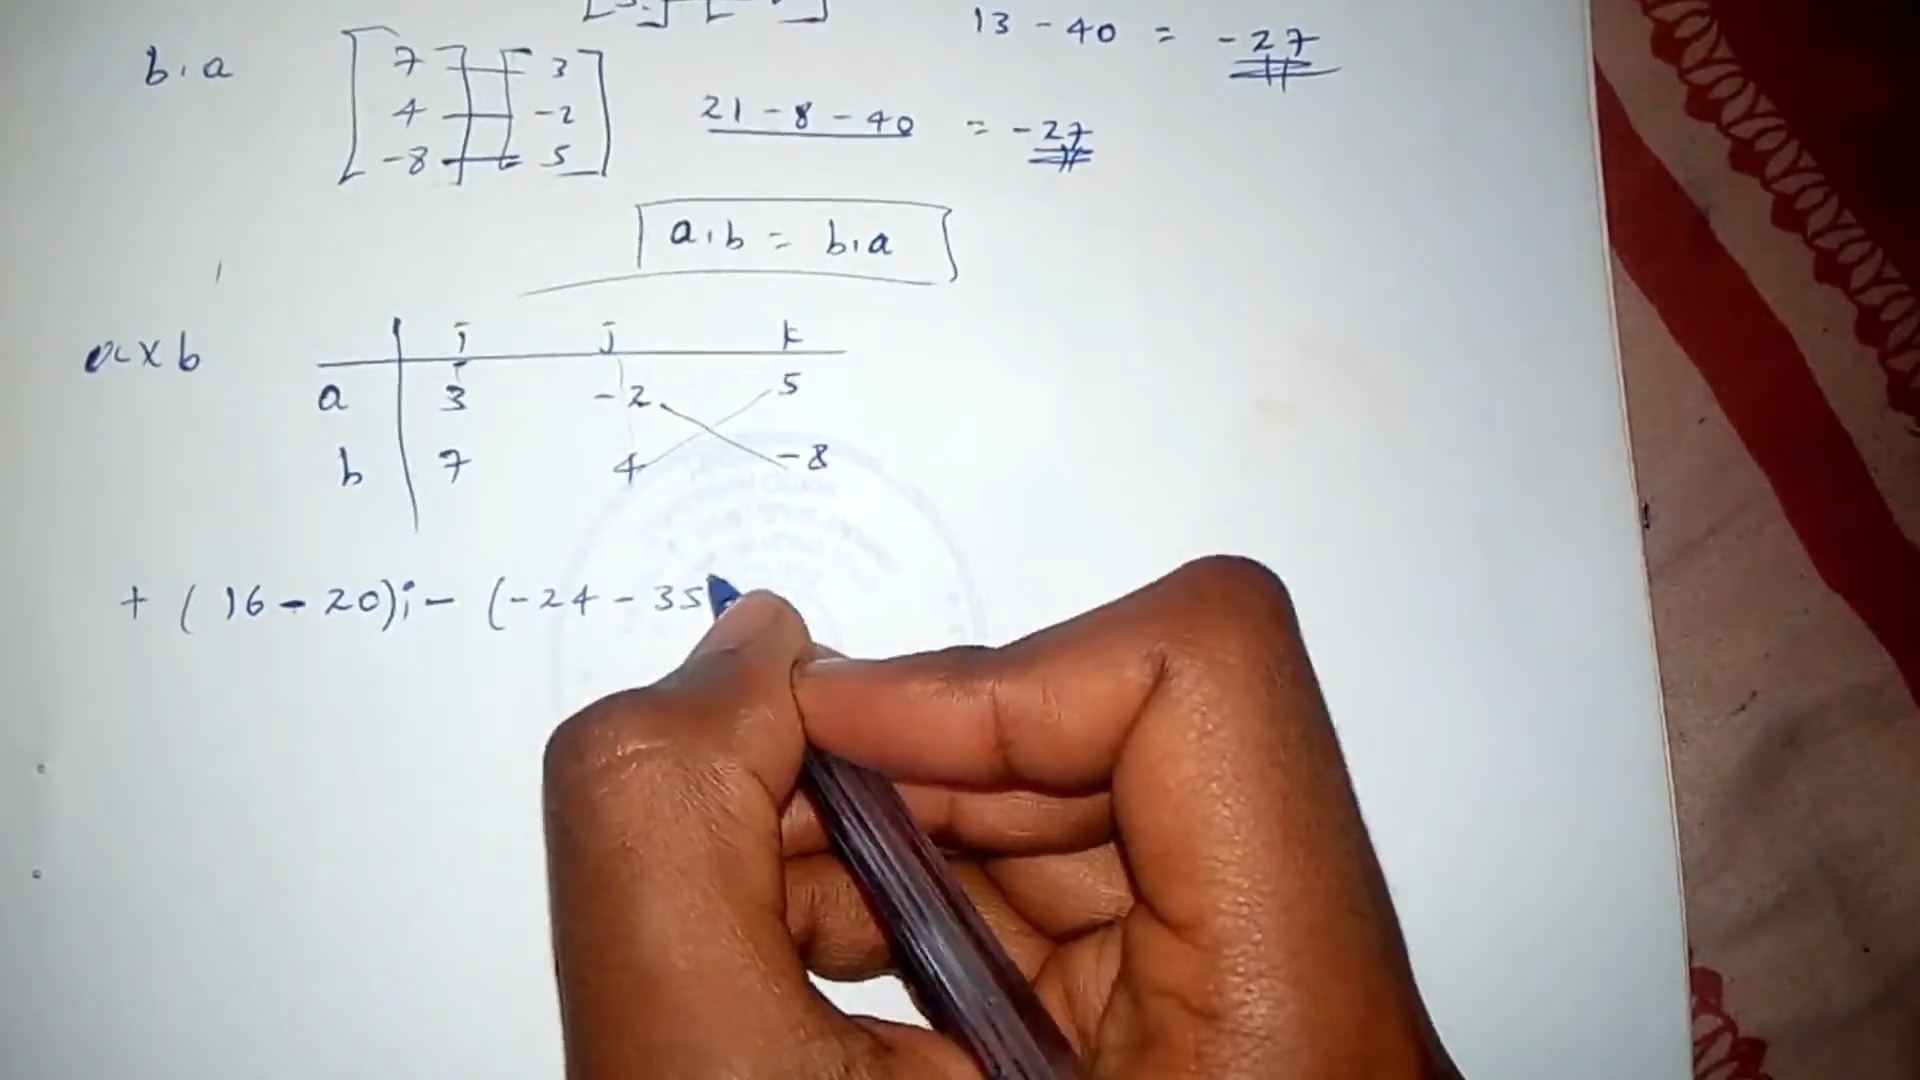 13 - 40 = -27
b.a [ 7 ] [ 3 ]
4 -2
-8 5
21 - 8 - 40 = -27
a.b = b.a
a x b
i j k
a 3 -2 5
b 7 4 -8
+ ( 16 - 20)i - (-24 - 35